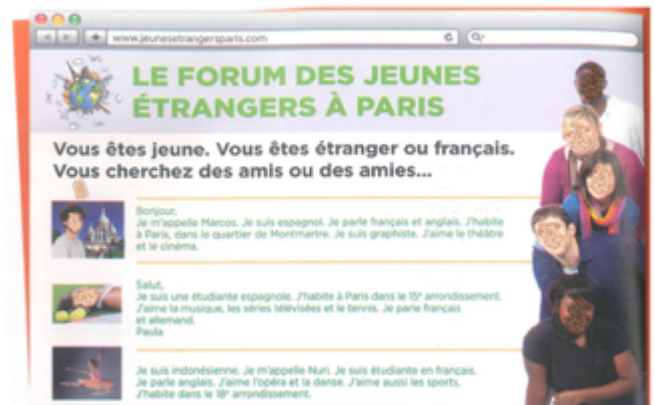 www.jeunesetrangersparis.com
LE FORUM DES JEUNES
ÉTRANGERS À PARIS
Vous êtes jeune. Vous êtes étranger ou français.
Vous cherchez des amis ou des amies...
Bonjour,
Je m'appelle Marcos. Je suis espagnol. Je parle français et anglais. J'habite
à Paris, dans le quartier de Montmartre. Je suis graphiste. J'aime le théâtre
et le cinéma.
Salut,
Je suis une étudiante espagnole. J'habite à Paris dans le 15e arrondissement.
J'aime la musique, les séries télévisées et le tennis. Je parle français
et allemand.
Paula
Je suis indonésienne. Je m'appelle Nuri. Je suis étudiante en français.
Je parle anglais. J'aime l'opéra et la danse. J'aime aussi les sports.
J'habite dans le 18e arrondissement.